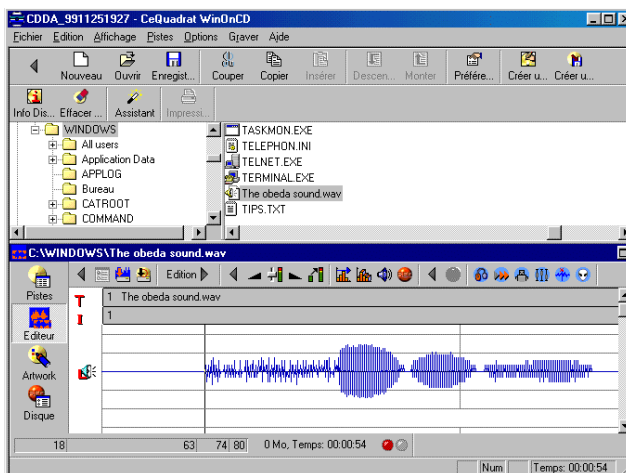 CDDA_9911251927 - CeQuadrat WinOnCD
Fichier Edition Affichage Pistes Options Graver Aide
Nouveau Ouvrir Enregist... Couper Copier Insérer Descen... Monter Préfére... Créer u... Créer u...
Info Dis... Effacer ... Assistant Impressi...
WINDOWS
All users
Application Data
APPLOG
Bureau
CATROOT
COMMAND
TASKMON.EXE
TELEPHON.INI
TELNET.EXE
TERMINAL.EXE
The obeda sound.wav
TIPS.TXT
C:\WINDOWS\The obeda sound.wav
Edition
Pistes
Editeur
Artwork
Disque
T 1 The obeda sound.wav
I 1
18 63 74 80 0 Mo, Temps: 00:00:54
Num Temps: 00:00:54